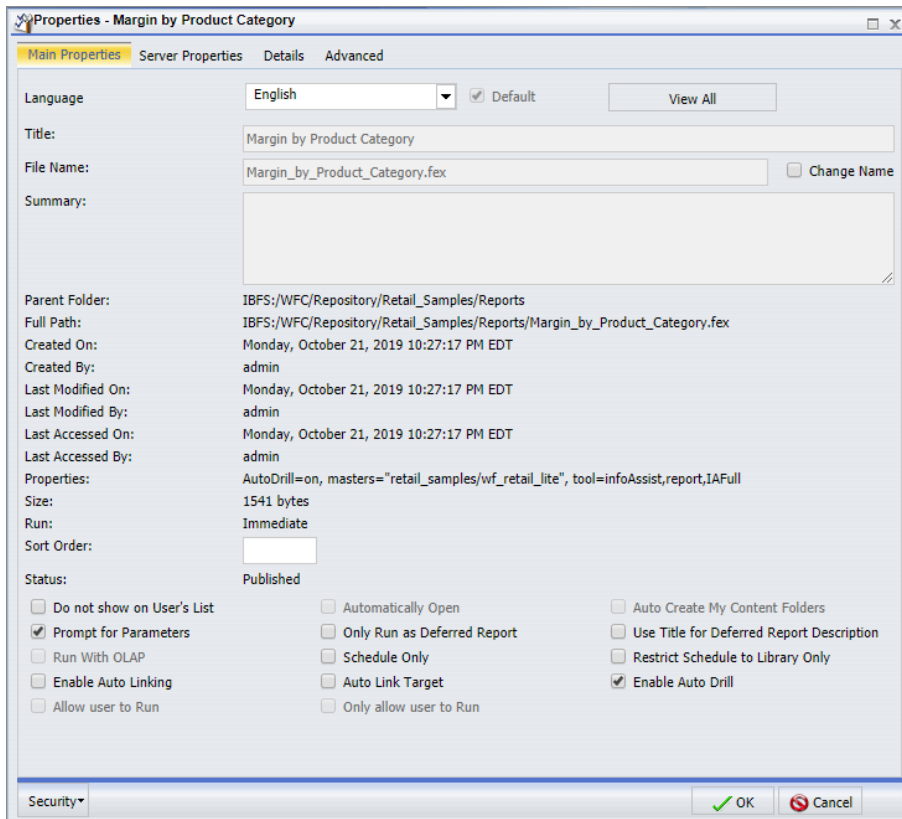 Properties - Margin by Product Category
Main Properties Server Properties Details Advanced
Language English Default View All
Title: Margin by Product Category
File Name: Margin_by_Product_Category.fex Change Name
Summary:
Parent Folder: IBFS:/WFC/Repository/Retail_Samples/Reports
Full Path: IBFS:/WFC/Repository/Retail_Samples/Reports/Margin_by_Product_Category.fex
Created On: Monday, October 21, 2019 10:27:17 PM EDT
Created By: admin
Last Modified On: Monday, October 21, 2019 10:27:17 PM EDT
Last Modified By: admin
Last Accessed On: Monday, October 21, 2019 10:27:17 PM EDT
Last Accessed By: admin
Properties: AutoDrill=on, masters="retail_samples/wf_retail_lite", tool=infoAssist,report,IAFull
Size: 1541 bytes
Run: Immediate
Sort Order:
Status: Published
Do not show on User's List Automatically Open Auto Create My Content Folders
Prompt for Parameters Only Run as Deferred Report Use Title for Deferred Report Description
Run With OLAP Schedule Only Restrict Schedule to Library Only
Enable Auto Linking Auto Link Target Enable Auto Drill
Allow user to Run Only allow user to Run
Security OK Cancel